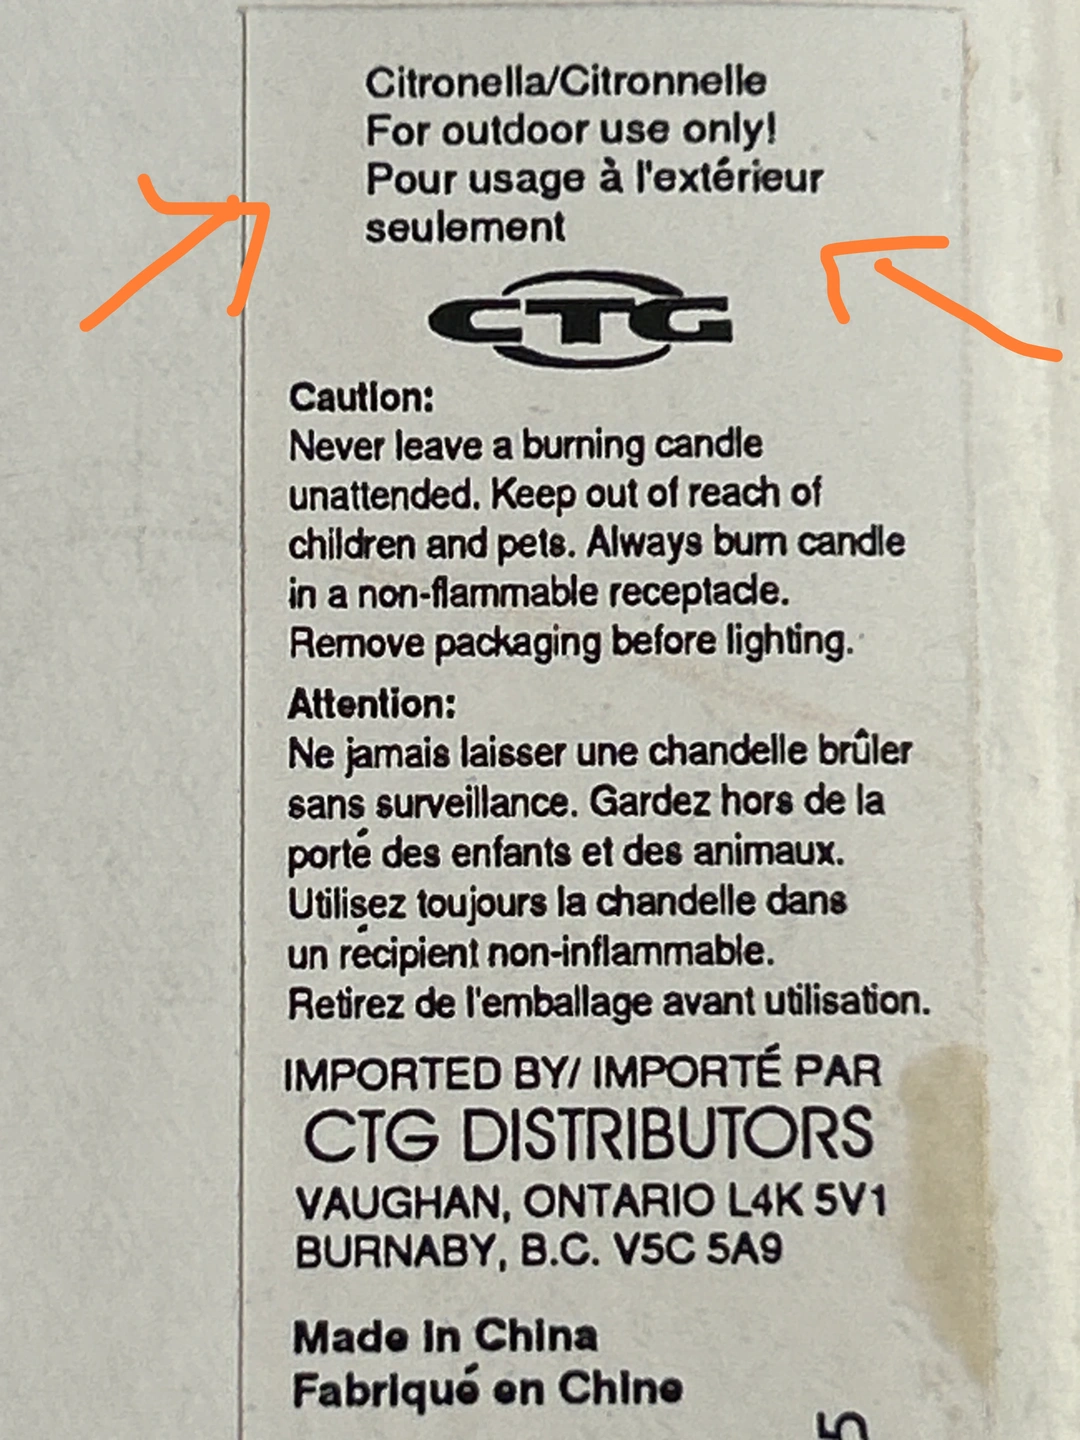 Citronella/Citronnelle
For outdoor use only!
Pour usage à l'extérieur
seulement
CTG
Caution:
Never leave a burning candle
unattended. Keep out of reach of
children and pets. Always burn candle
in a non-flammable receptacle.
Remove packaging before lighting.
Attention:
Ne jamais laisser une chandelle brûler
sans surveillance. Gardez hors de la
porté des enfants et des animaux.
Utilisez toujours la chandelle dans
un récipient non-inflammable.
Retirez de l'emballage avant utilisation.
IMPORTED BY/ IMPORTÉ PAR
CTG DISTRIBUTORS
VAUGHAN, ONTARIO L4K 5V1
BURNABY, B.C. V5C 5A9
Made in China
Fabriqué en Chine
5